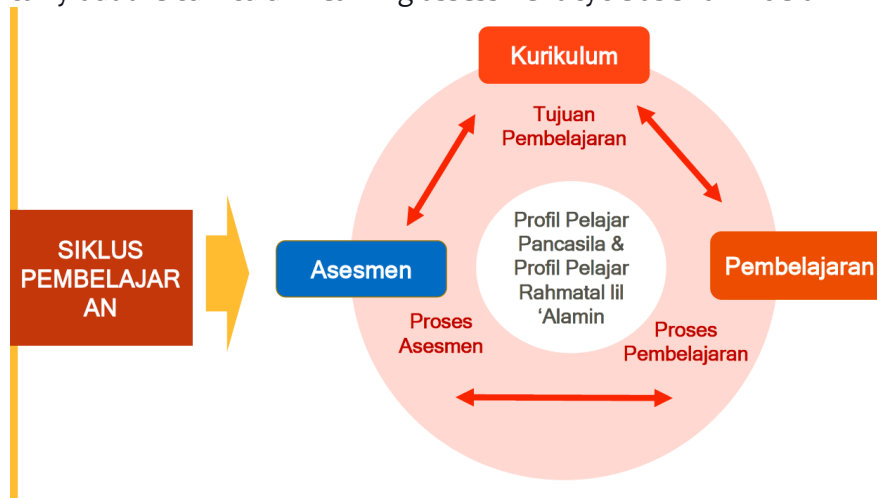 Kurikulum
Tujuan
Pembelajaran
SIKLUS
PEMBELAJAR
AN
Asesmen
Profil Pelajar
Pancasila &
Profil Pelajar
Rahmatal lil
‘Alamin
Pembelajaran
Proses
Asesmen
Proses
Pembelajaran